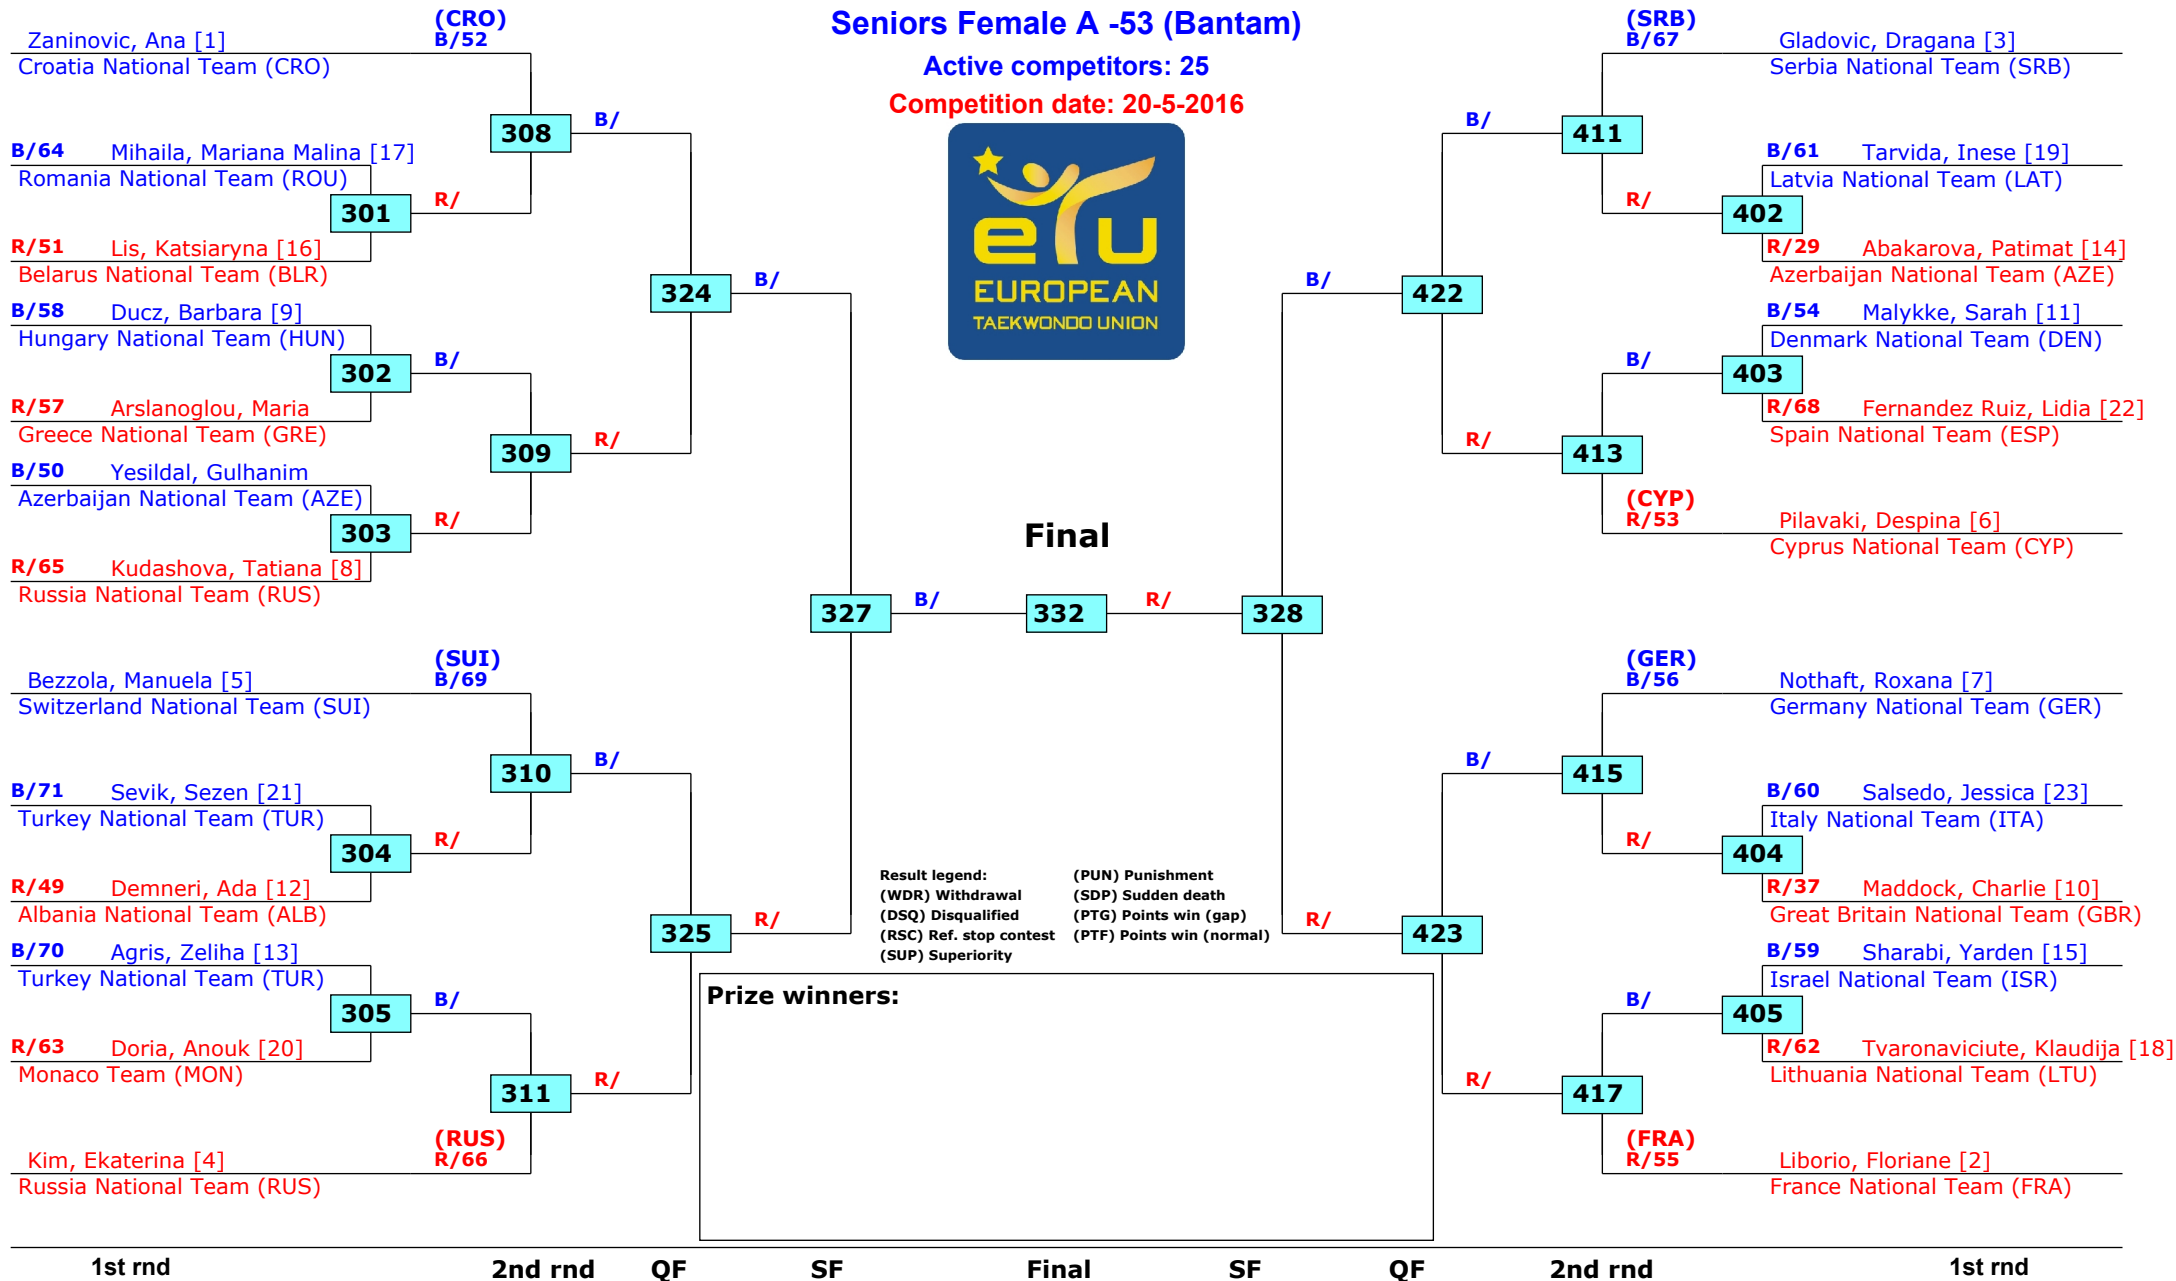 Seniors Female A -53 (Bantam)
Active competitors: 25
Competition date: 20-5-2016
eTU
EUROPEAN
TAEKWONDO UNION
(CRO)
Zaninovic, Ana [1] B/52
Croatia National Team (CRO)
308
B/
B/64 Mihaila, Mariana Malina [17]
Romania National Team (ROU)
301
R/
R/51 Lis, Katsiaryna [16]
Belarus National Team (BLR)
324
B/
B/58 Ducz, Barbara [9]
Hungary National Team (HUN)
302
B/
R/57 Arslanoglou, Maria
Greece National Team (GRE)
309
R/
B/50 Yesildal, Gulhanim
Azerbaijan National Team (AZE)
303
R/
R/65 Kudashova, Tatiana [8]
Russia National Team (RUS)
327
B/
(SUI)
Bezzola, Manuela [5] B/69
Switzerland National Team (SUI)
310
B/
B/71 Sevik, Sezen [21]
Turkey National Team (TUR)
304
R/
R/49 Demneri, Ada [12]
Albania National Team (ALB)
325
R/
B/70 Agris, Zeliha [13]
Turkey National Team (TUR)
305
B/
R/63 Doria, Anouk [20]
Monaco Team (MON)
311
R/
(RUS)
Kim, Ekaterina [4] R/66
Russia National Team (RUS)
Final
332
R/
328
(SRB)
B/67 Gladovic, Dragana [3]
Serbia National Team (SRB)
B/
411
B/61 Tarvida, Inese [19]
Latvia National Team (LAT)
R/
402
R/29 Abakarova, Patimat [14]
Azerbaijan National Team (AZE)
B/
422
B/54 Malykke, Sarah [11]
Denmark National Team (DEN)
B/
403
R/68 Fernandez Ruiz, Lidia [22]
Spain National Team (ESP)
R/
413
(CYP)
R/53 Pilavaki, Despina [6]
Cyprus National Team (CYP)
(GER)
B/56 Nothaft, Roxana [7]
Germany National Team (GER)
B/
415
B/60 Salsedo, Jessica [23]
Italy National Team (ITA)
R/
404
R/37 Maddock, Charlie [10]
Great Britain National Team (GBR)
R/
423
B/59 Sharabi, Yarden [15]
Israel National Team (ISR)
B/
405
R/62 Tvaronaviciute, Klaudija [18]
Lithuania National Team (LTU)
R/
417
(FRA)
R/55 Liborio, Floriane [2]
France National Team (FRA)
Result legend: (PUN) Punishment
(WDR) Withdrawal (SDP) Sudden death
(DSQ) Disqualified (PTG) Points win (gap)
(RSC) Ref. stop contest (PTF) Points win (normal)
(SUP) Superiority
Prize winners:
1st rnd 2nd rnd QF SF Final SF QF 2nd rnd 1st rnd